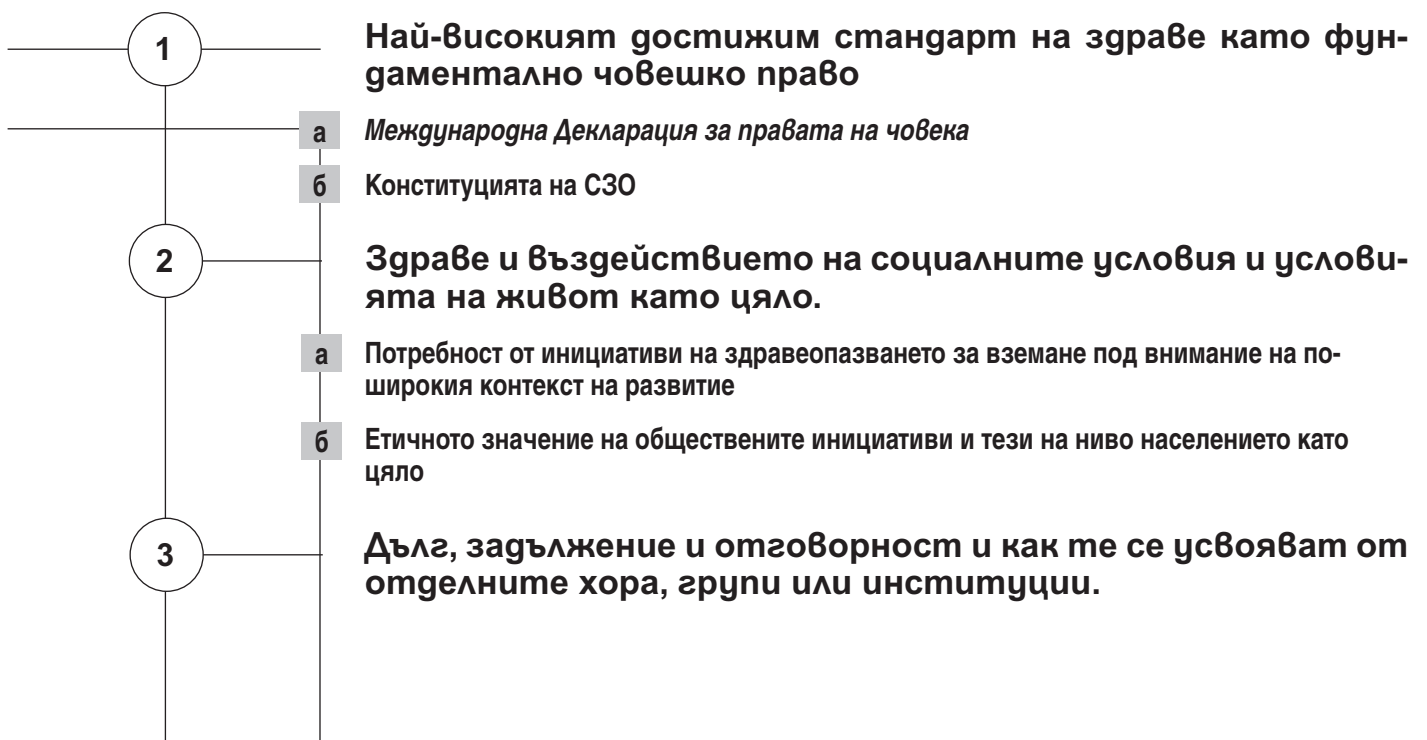 1 Най-високият достижим стандарт на здраве като фун-
даментално човешко право
а Международна Декларация за правата на човека
б Конституцията на СЗО
2 Здраве и въздействието на социалните условия и услови-
ята на живот като цяло.
а Потребност от инициативи на здравеопазването за вземане под внимание на по-
широкия контекст на развитие
б Етичното значение на обществените инициативи и тези на ниво населението като
цяло
3 Дълг, задължение и отговорност и как те се усвояват от
отделните хора, групи или институции.